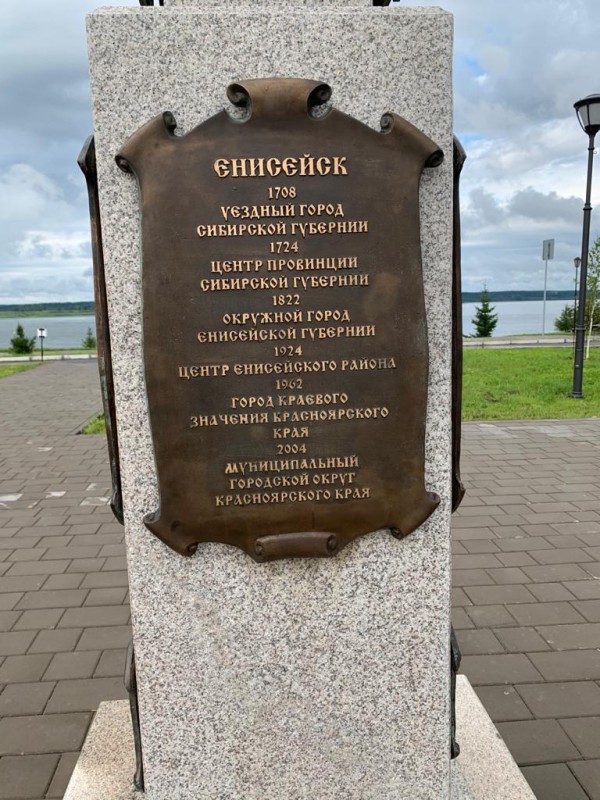 ЕНИСЕЙСК
1708
УЕЗДНЫЙ ГОРОД
СИБИРСКОЙ ГУБЕРНИИ
1724
ЦЕНТР ПРОВИНЦИИ
СИБИРСКОЙ ГУБЕРНИЙ
1822
ОКРУЖНОЙ ГОРОД
ЕНИСЕЙСКОЙ ГУБЕРНИИ
1924
ЦЕНТР ЕНИСЕЙСКОГО РАЙОНА
1962
ГОРОД КРАЕВОГО
ЗНАЧЕНИЯ КРАСНОЯРСКОГО
КРАЯ
2004
МУНИЦИПАЛЬНЫЙ
ГОРОДСКОЙ ОКРУГ
КРАСНОЯРСКОГО КРАЯ